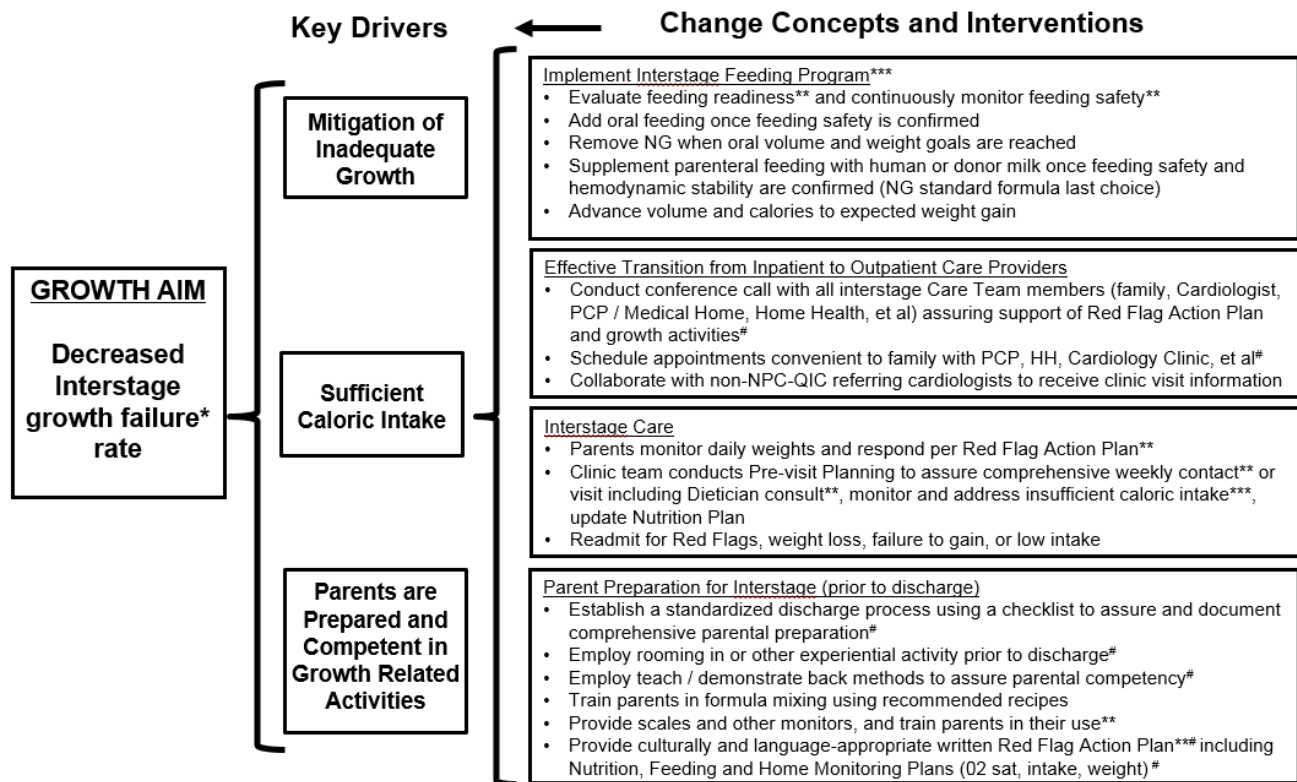 Key Drivers
Change Concepts and Interventions
GROWTH AIM
Decreased
Interstage
growth failure*
rate
Mitigation of
Inadequate
Growth
Sufficient
Caloric Intake
Parents are
Prepared and
Competent in
Growth Related
Activities
Implement Interstage Feeding Program***
• Evaluate feeding readiness** and continuously monitor feeding safety**
• Add oral feeding once feeding safety is confirmed
• Remove NG when oral volume and weight goals are reached
• Supplement parenteral feeding with human or donor milk once feeding safety and
hemodynamic stability are confirmed (NG standard formula last choice)
• Advance volume and calories to expected weight gain
Effective Transition from Inpatient to Outpatient Care Providers
• Conduct conference call with all interstage Care Team members (family, Cardiologist,
PCP / Medical Home, Home Health, et al) assuring support of Red Flag Action Plan
and growth activities#
• Schedule appointments convenient to family with PCP, HH, Cardiology Clinic, et al#
• Collaborate with non-NPC-QIC referring cardiologists to receive clinic visit information
Interstage Care
• Parents monitor daily weights and respond per Red Flag Action Plan**
• Clinic team conducts Pre-visit Planning to assure comprehensive weekly contact** or
visit including Dietician consult**, monitor and address insufficient caloric intake***,
update Nutrition Plan
• Readmit for Red Flags, weight loss, failure to gain, or low intake
Parent Preparation for Interstage (prior to discharge)
• Establish a standardized discharge process using a checklist to assure and document
comprehensive parental preparation#
• Employ rooming in or other experiential activity prior to discharge#
• Employ teach / demonstrate back methods to assure parental competency#
• Train parents in formula mixing using recommended recipes
• Provide scales and other monitors, and train parents in their use**
• Provide culturally and language-appropriate written Red Flag Action Plan**# including
Nutrition, Feeding and Home Monitoring Plans (02 sat, intake, weight) #